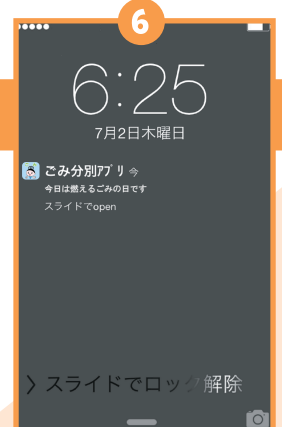 6
6:25
7月2日木曜日
ごみ分別アプリ 今
今日は燃えるごみの日です
スライドでopen
〉スライドでロック解除